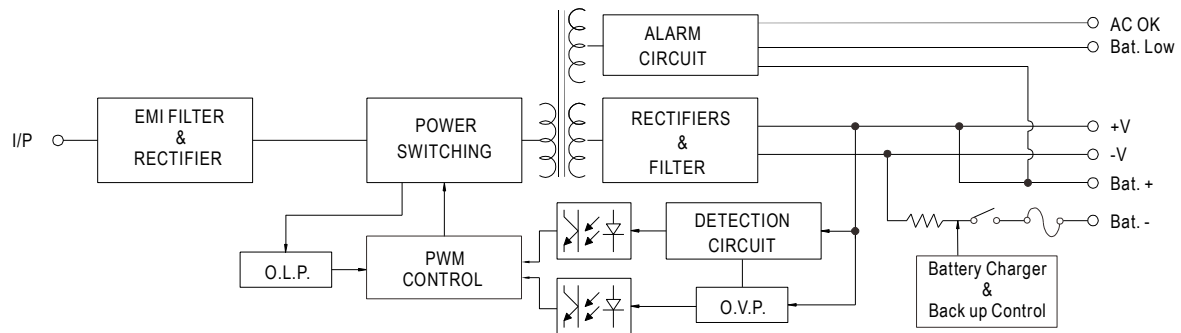 AC OK
ALARM
CIRCUIT
Bat. Low
EMI FILTER
&
RECTIFIER
POWER
SWITCHING
RECTIFIERS
&
FILTER
I/P
+V
-V
Bat. +
Bat. -
DETECTION
CIRCUIT
PWM
CONTROL
O.L.P.
O.V.P.
Battery Charger
&
Back up Control